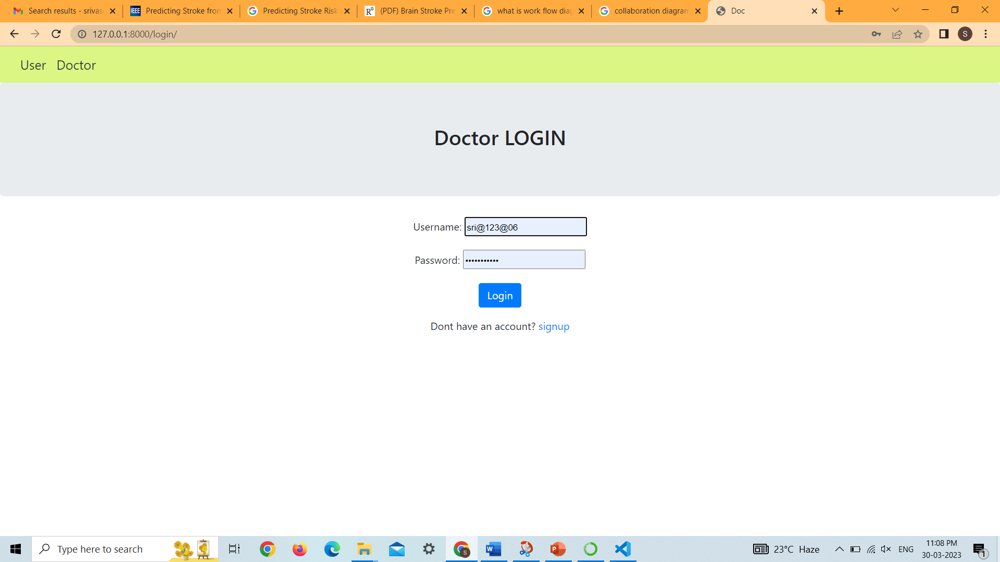 Search results - srivas
Predicting Stroke from
Predicting Stroke Risk
(PDF) Brain Stroke Pre
what is work flow diag
collaboration diagram
Doc
127.0.0.1:8000/login/
S
User Doctor
Doctor LOGIN
Username: sri@123@06
Password: •••••••••••
Login
Dont have an account? signup
Type here to search
23°C Haze
ENG
11:08 PM
30-03-2023
1